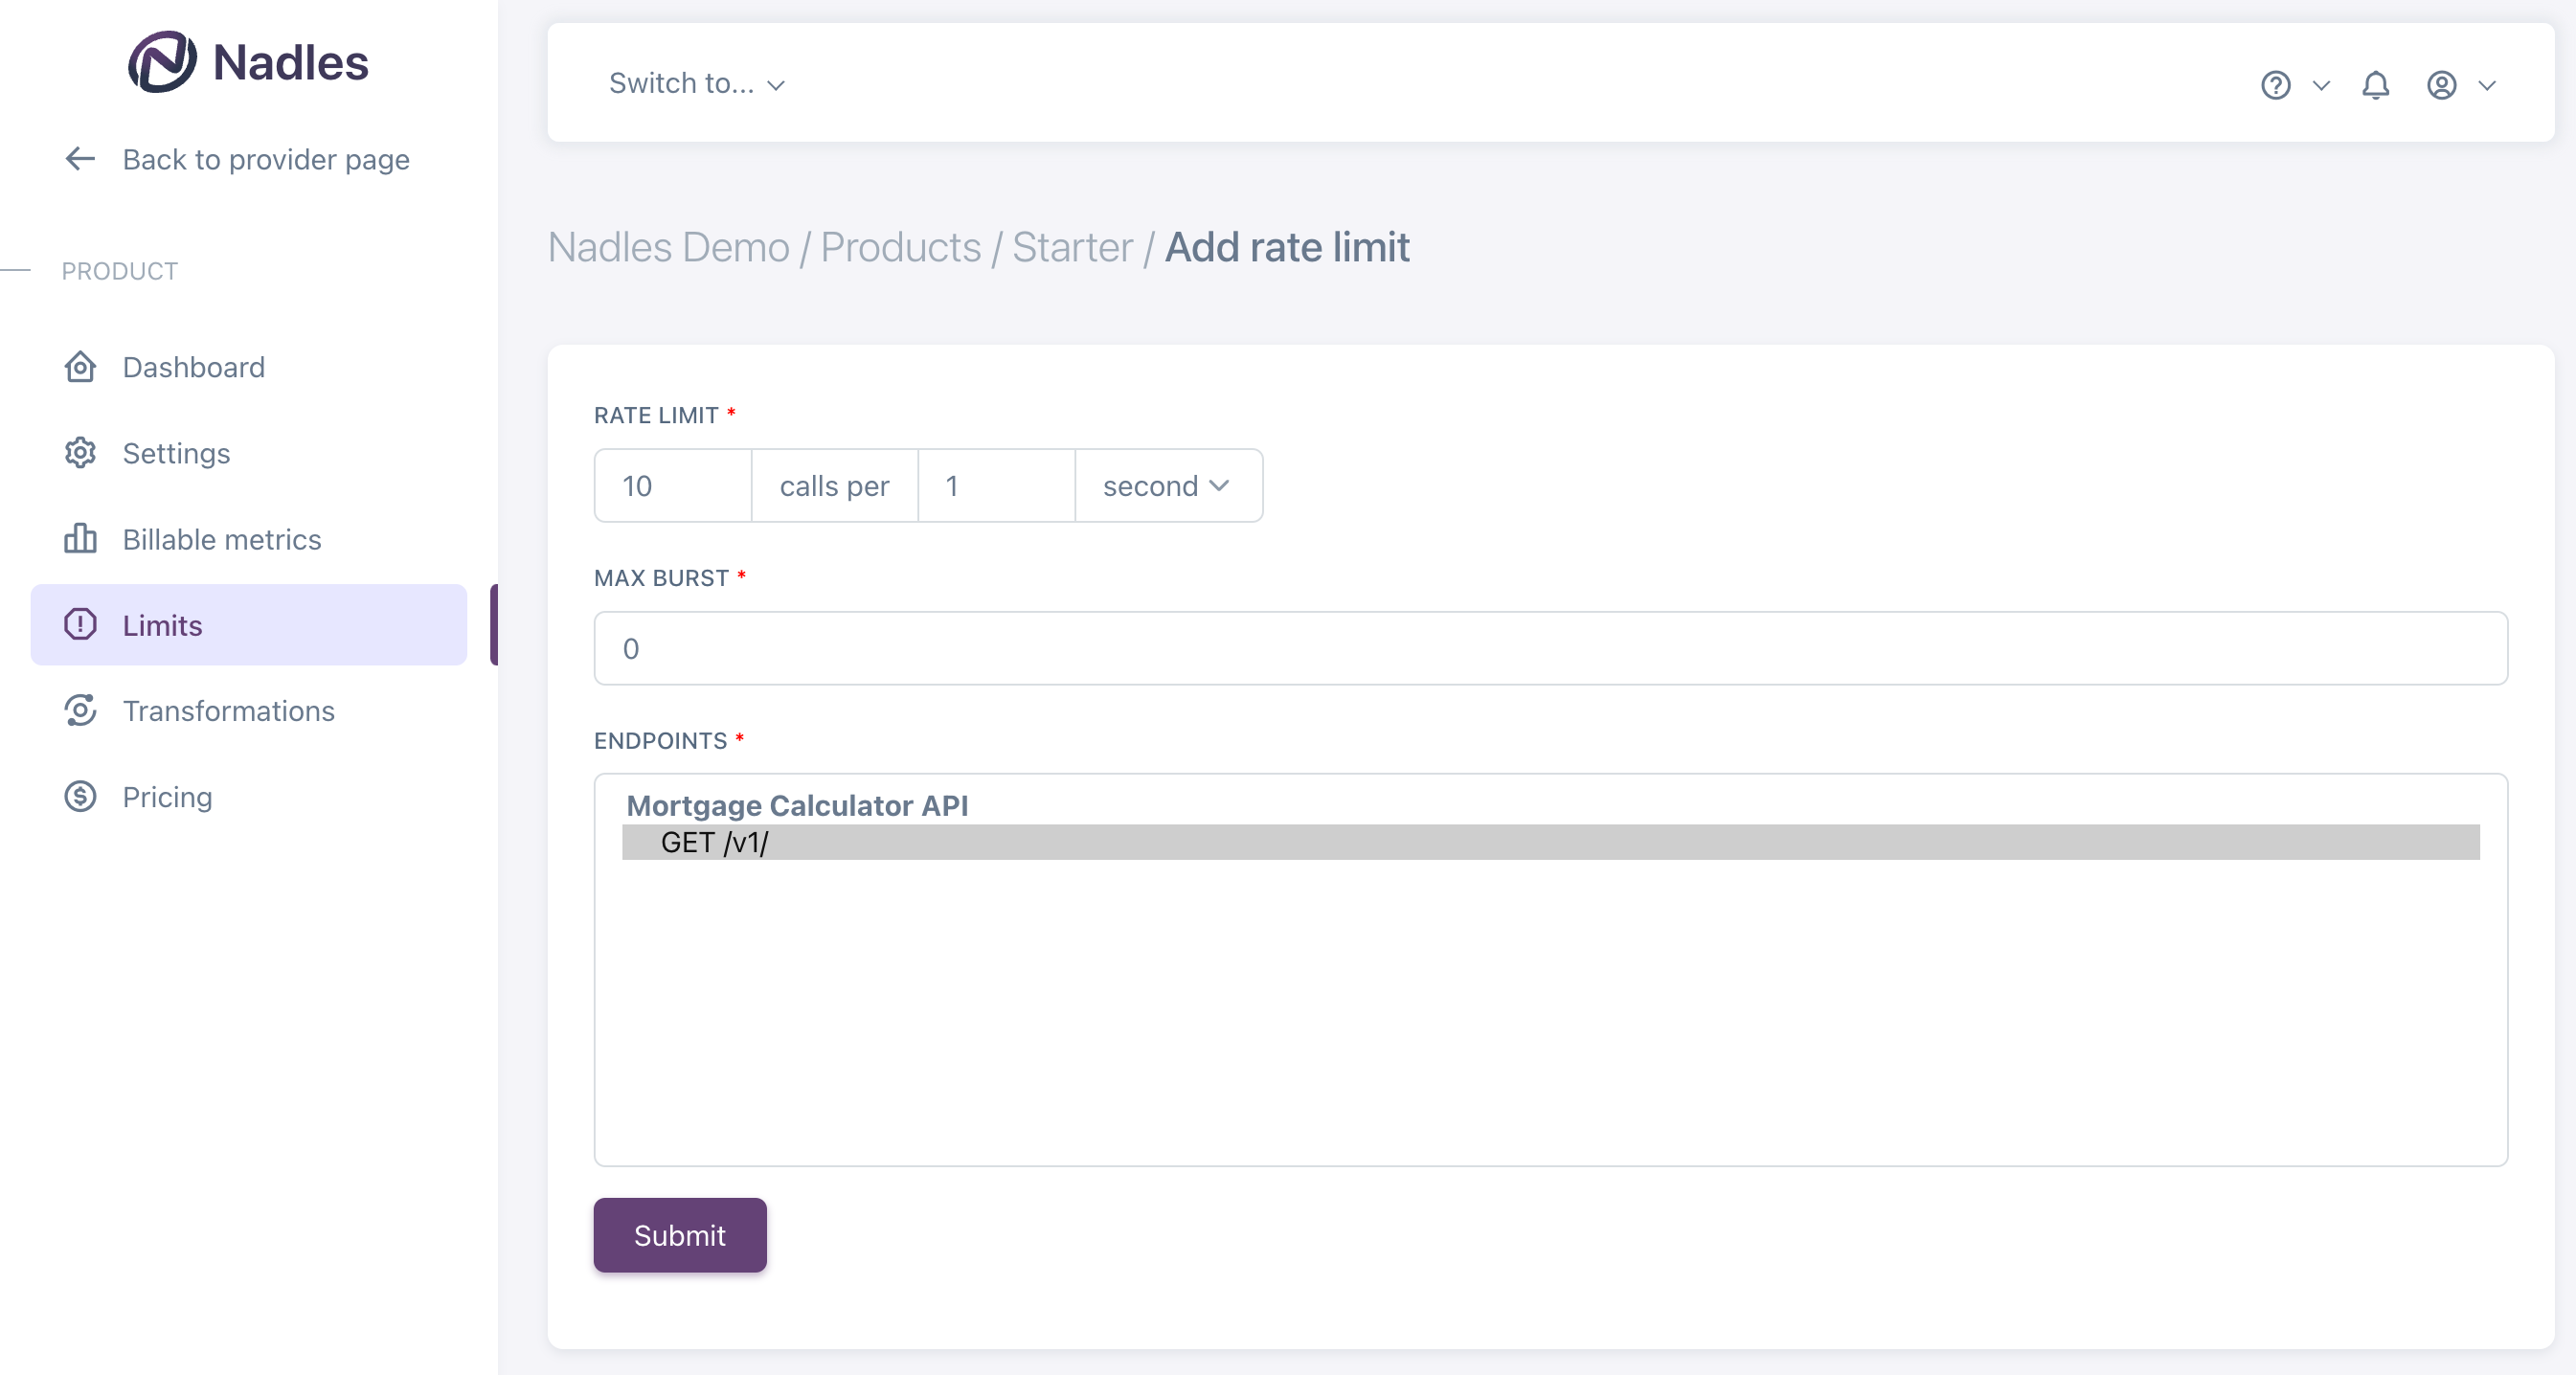 Nadles
Back to provider page
PRODUCT
Dashboard
Settings
Billable metrics
Limits
Transformations
Pricing
Switch to...
Nadles Demo / Products / Starter / Add rate limit
RATE LIMIT *
10 calls per 1 second
MAX BURST *
0
ENDPOINTS *
Mortgage Calculator API
GET /v1/
Submit